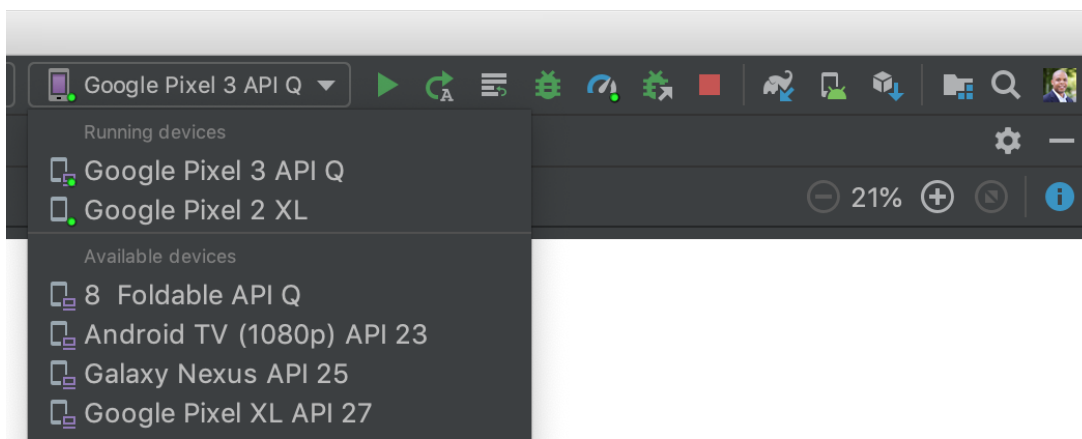 Google Pixel 3 API Q
A
Running devices
Google Pixel 3 API Q
Google Pixel 2 XL
21%
Available devices
8  Foldable API Q
Android TV (1080p) API 23
Galaxy Nexus API 25
Google Pixel XL API 27